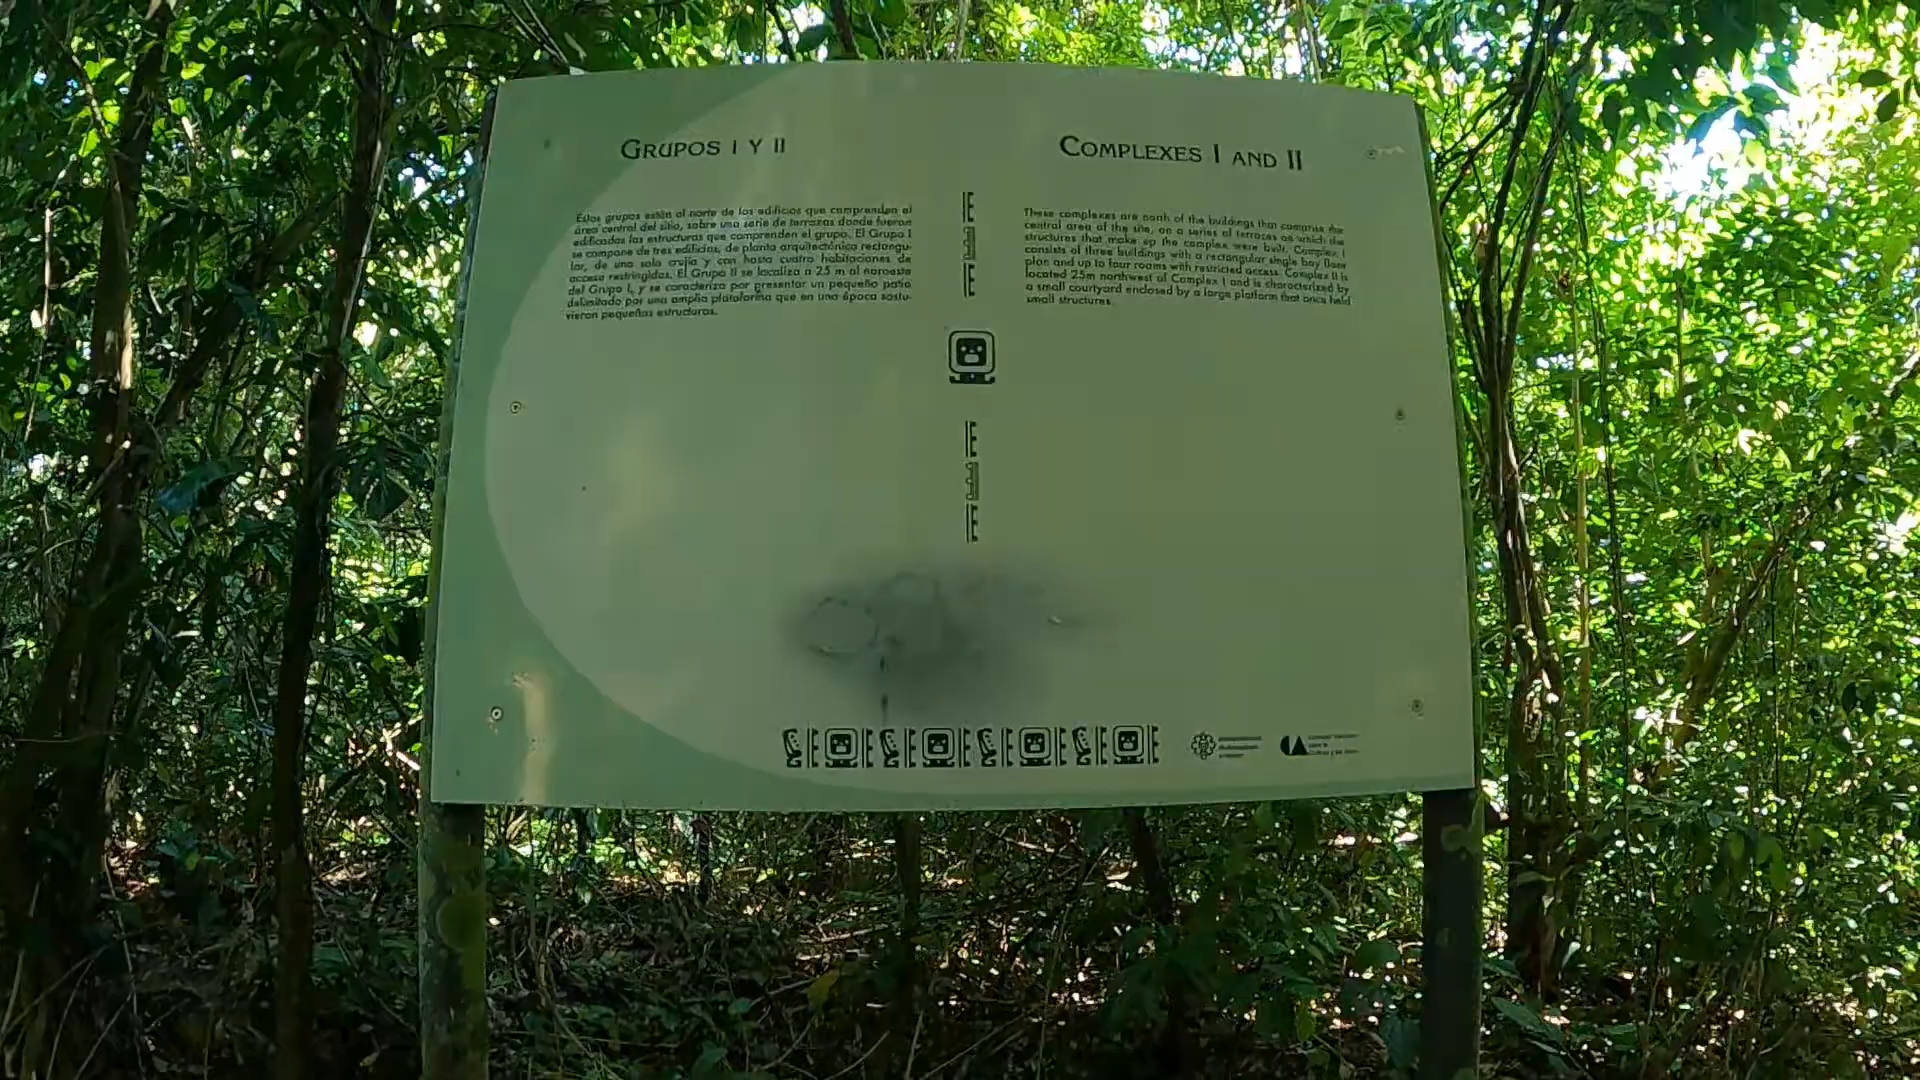 GRUPOS I Y II
Estos grupos están al norte de los edificios que comprenden el
área central del sitio, sobre una serie de terrazas donde fueron
edificadas las estructuras que comprenden el grupo. El Grupo I
se compone de tres edificios, de planta arquitectónica rectangu-
lar, de una sola crujía y con hasta cuatro habitaciones de
acceso restringidas. El Grupo II se localiza a 25 m al noroeste
del Grupo I, y se caracteriza por presentar un pequeño patio
delimitado por una amplia plataforma que en una época sostu-
vieron pequeñas estructuras.
COMPLEXES I AND II
These complexes are north of the buildings that comprise the
central area of the site, on a series of terraces on which the
structures that make up the complex were built. Complex I
consists of three buildings with a rectangular single bay floor
plan and up to four rooms with restricted access. Complex II is
located 25m northwest of Complex I and is characterized by
a small courtyard enclosed by a large platform that once held
small structures.